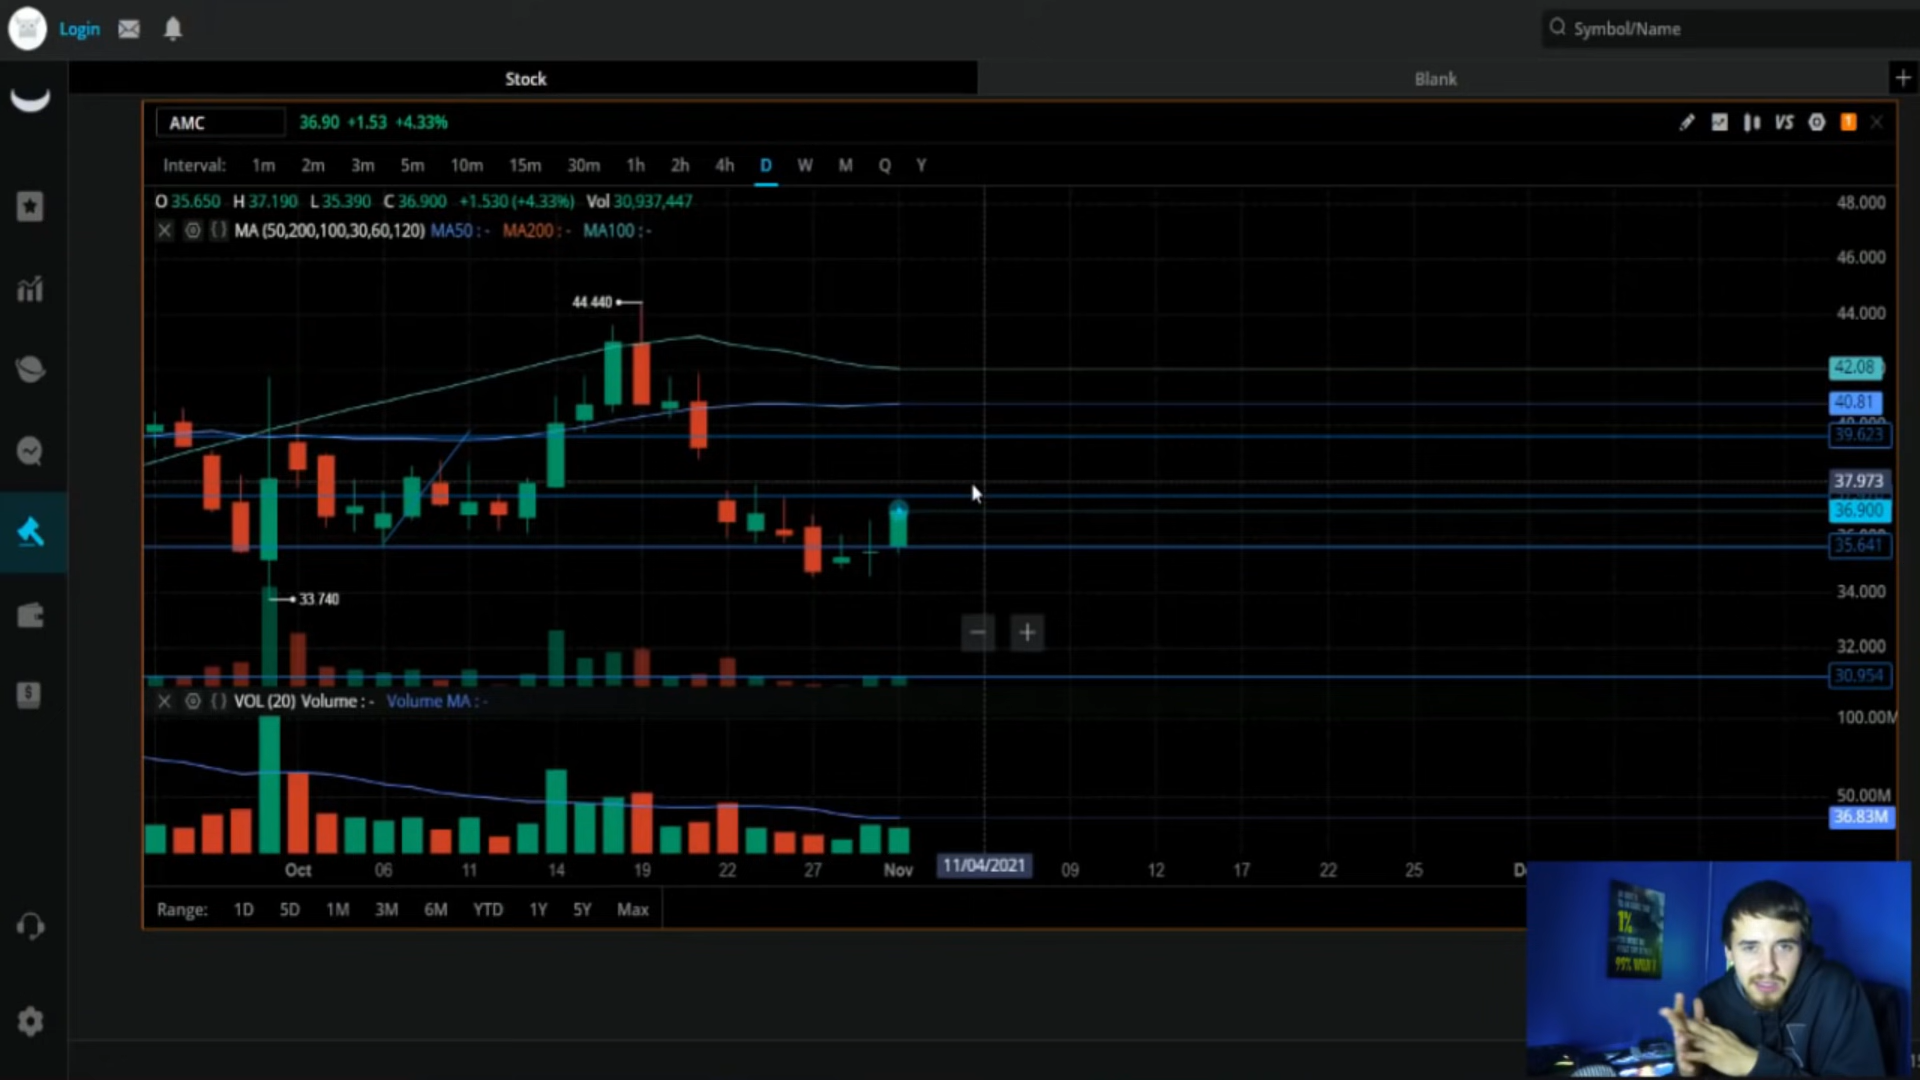 Login
Symbol/Name
Stock
Blank
AMC
36.90 +1.53 +4.33%
VS
1
Interval: 1m 2m 3m 5m 10m 15m 30m 1h 2h 4h D W M Q Y
O 35.650 H 37.190 L 35.390 C 36.900 +1.530 (+4.33%) Vol 30,937,447
MA (50,200,100,30,60,120) MA50 : - MA200 : - MA100 : -
48.000
46.000
44.440
44.000
42.08
40.81
39.623
37.973
36.900
35.641
34.000
33.740
32.000
30.954
VOL (20) Volume : - Volume MA : -
100.00M
50.00M
36.83M
Oct 06 11 14 19 22 27 Nov 11/04/2021 09 12 17 22 25
Range: 1D 5D 1M 3M 6M YTD 1Y 5Y Max
1%
99% WON'T